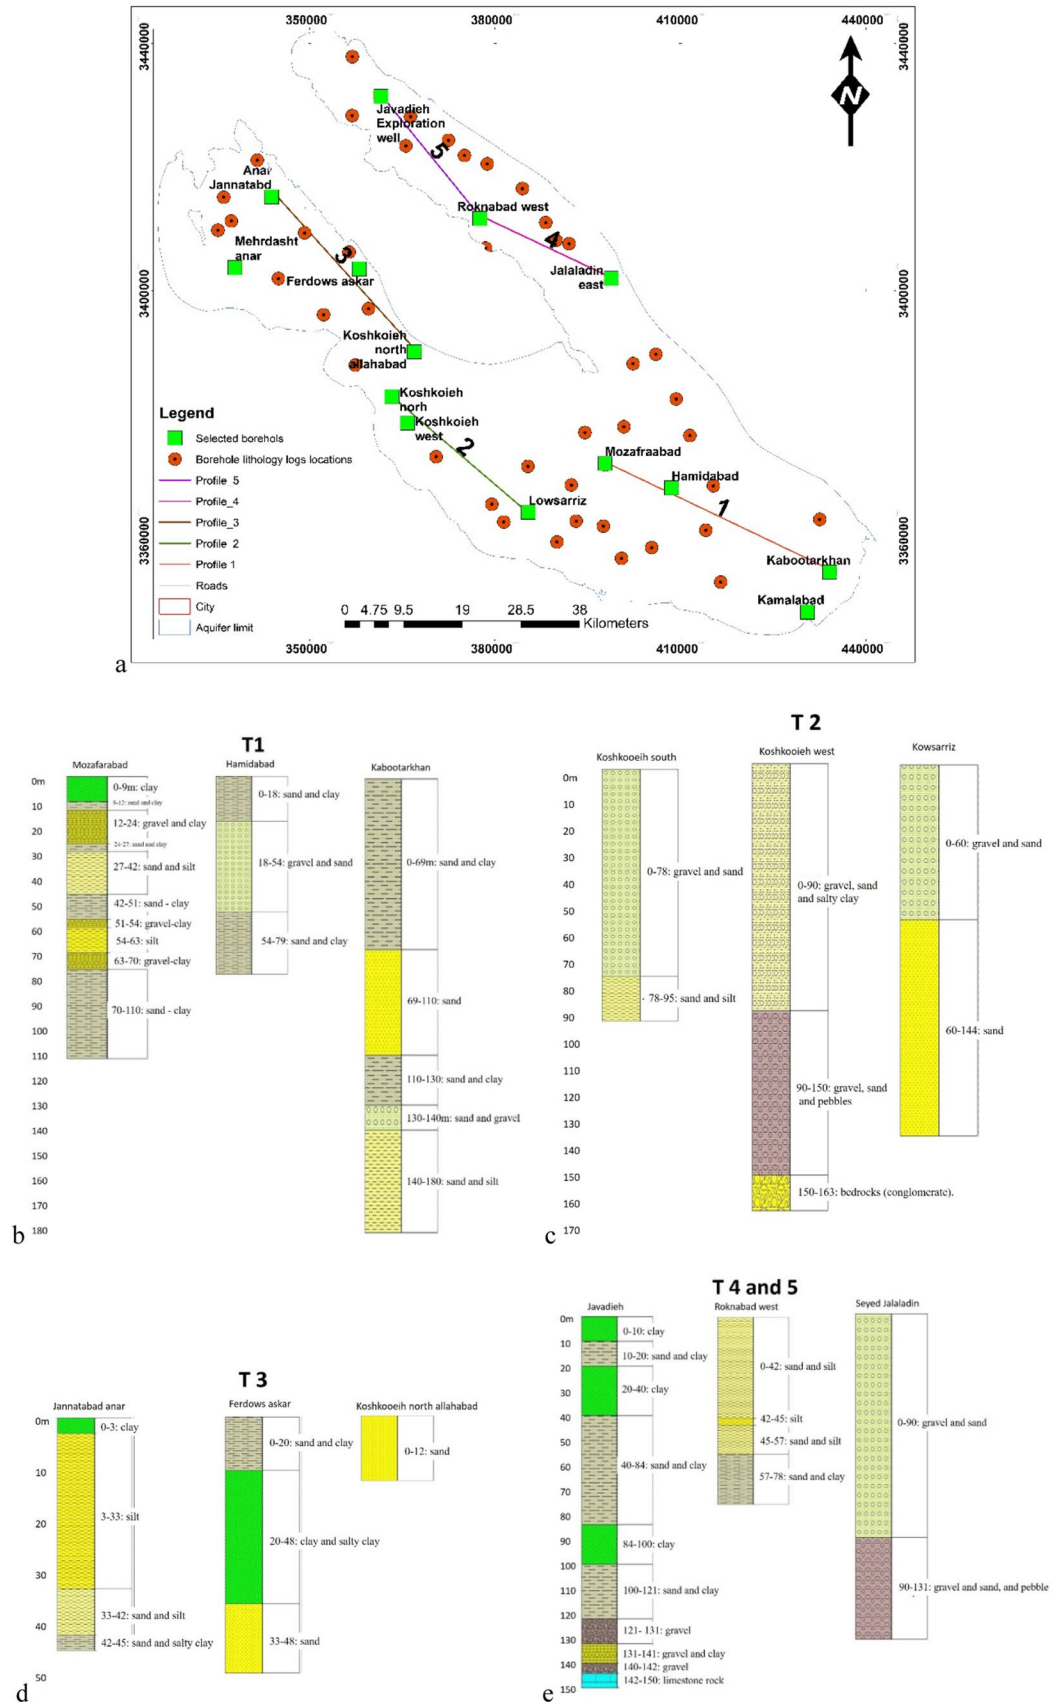 350000 380000 410000 440000
3440000 3440000
N
Javadieh
Exploration
well
5
Anar
Jannatabd
Roknabad west
4
Mehrdasht
anar
3
Jalaladin
east
Ferdows askar
3400000 3400000
Koshkoieh
north
allahabad
Koshkoieh
norh
Koshkoieh
west
2
Mozafraabad
Hamidabad
Lowsarriz
1
Kabootarkhan
Kamalabad
3360000 3360000
Legend
Selected borehols
Borehole lithology logs locations
Profile_5
Profile_4
Profile_3
Profile 2
Profile 1
Roads
City
Aquifer limit
0 4.75 9.5 19 28.5 38
Kilometers
350000 380000 410000 440000
a
T1
Mozafarabad
Hamidabad
Kabootarkhan
0m
10
20
30
40
50
60
70
80
90
100
110
120
130
140
150
160
170
180
0-9m: clay
9-12: sand and clay
12-24: gravel and clay
24-27: sand and clay
27-42: sand and silt
42-51: sand - clay
51-54: gravel-clay
54-63: silt
63-70: gravel-clay
70-110: sand - clay
0-18: sand and clay
18-54: gravel and sand
54-79: sand and clay
0-69m: sand and clay
69-110: sand
110-130: sand and clay
130-140m: sand and gravel
140-180: sand and silt
b
T 2
Koshkooeih south
Koshkooieh west
Kowsarriz
0m
10
20
30
40
50
60
70
80
90
100
110
120
130
140
150
160
170
0-78: gravel and sand
- 78-95: sand and silt
0-90: gravel, sand
and salty clay
90-150: gravel, sand
and pebbles
150-163: bedrocks (conglomerate).
0-60: gravel and sand
60-144: sand
c
T 3
Jannatabad anar
Ferdows askar
Koshkooeih north allahabad
0m
10
20
30
40
50
0-3: clay
3-33: silt
33-42: sand and silt
42-45: sand and salty clay
0-20: sand and clay
20-48: clay and salty clay
33-48: sand
0-12: sand
d
T 4 and 5
Javadieh
Roknabad west
Seyed Jalaladin
0m
10
20
30
40
50
60
70
80
90
100
110
120
130
140
150
0-10: clay
10-20: sand and clay
20-40: clay
40-84: sand and clay
84-100: clay
100-121: sand and clay
121- 131: gravel
131-141: gravel and clay
140-142: gravel
142-150: limestone rock
0-42: sand and silt
42-45: silt
45-57: sand and silt
57-78: sand and clay
0-90: gravel and sand
90-131: gravel and sand, and pebble
e